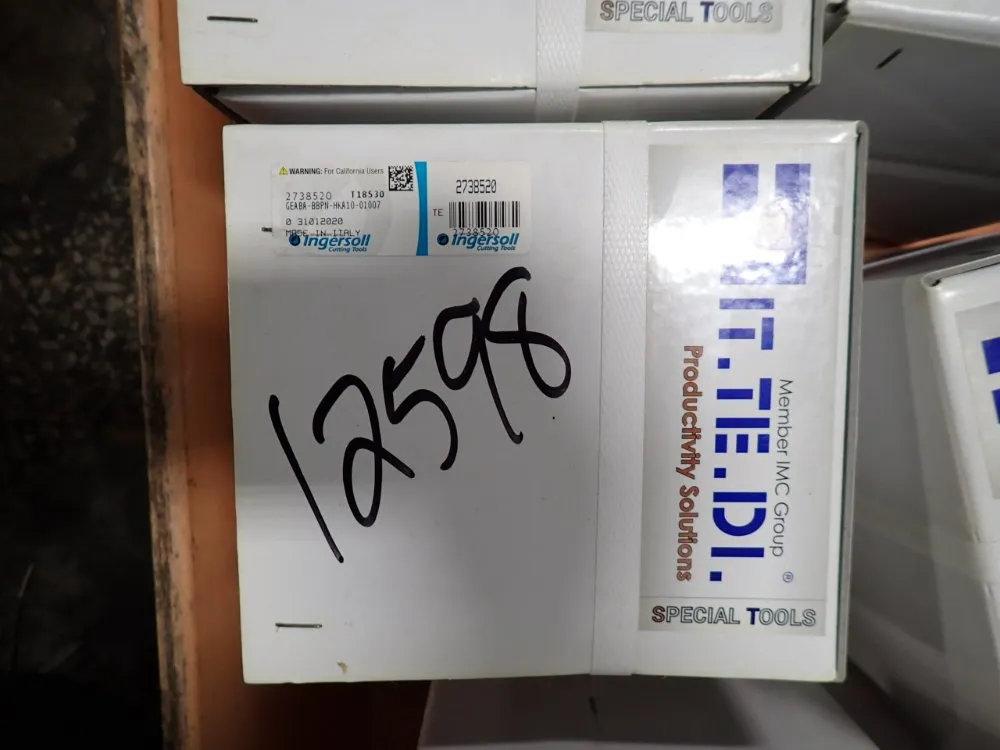 SPECIAL TOOLS
WARNING: For California Users
2738520 T18530
GEABA-BBPN-HKA10-01007
0 31012020
MADE IN ITALY
Ingersoll
Cutting Tools
2738520
TE
2738520
Ingersoll
Cutting Tools
12598
IT.TE.DI.
®
Member IMC Group
Productivity Solutions
SPECIAL TOOLS